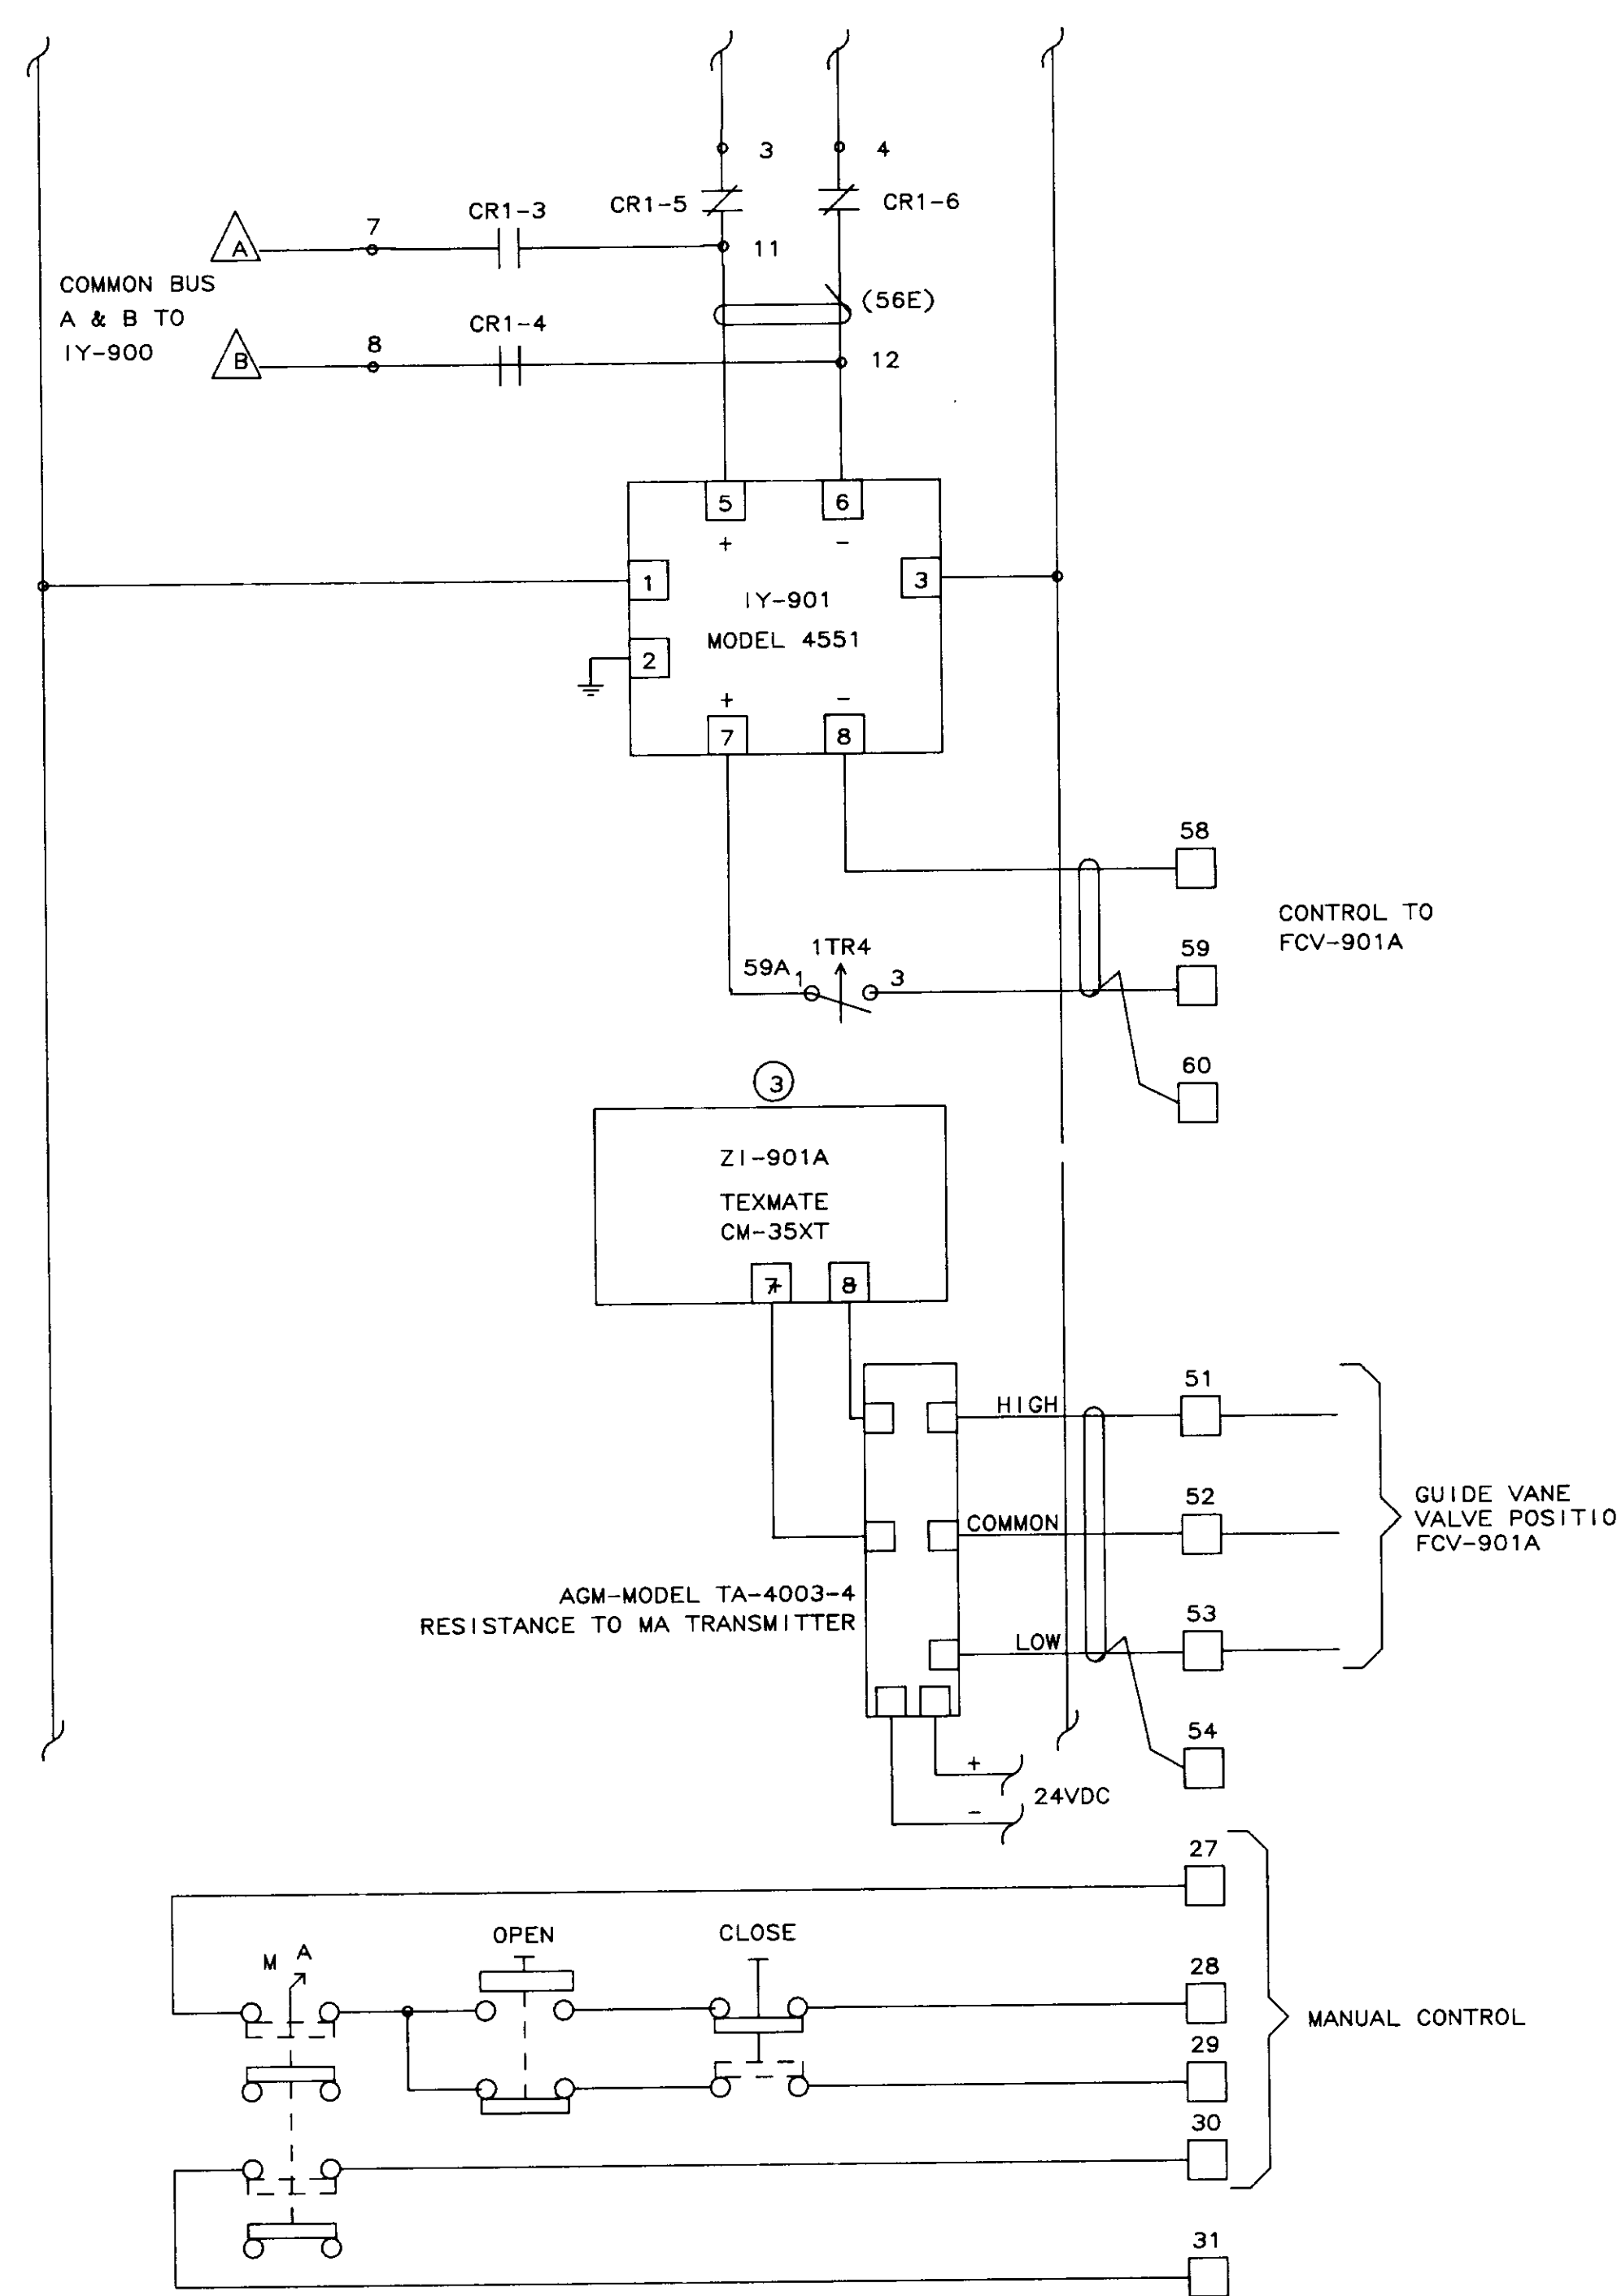 3
4
CR1-3
CR1-5
CR1-6
A
7
11
COMMON BUS
A & B TO
IY-900
(56E)
CR1-4
B
8
12
5
6
+
-
1
3
IY-901
MODEL 4551
2
+
-
7
8
58
CONTROL TO
FCV-901A
1TR4
59A
1
3
59
60
3
ZI-901A
TEXMATE
CM-35XT
7
8
HIGH
51
COMMON
52
GUIDE VANE
VALVE POSITIO
FCV-901A
AGM-MODEL TA-4003-4
RESISTANCE TO MA TRANSMITTER
LOW
53
54
+
24VDC
-
27
OPEN
CLOSE
M
A
28
MANUAL CONTROL
29
30
31